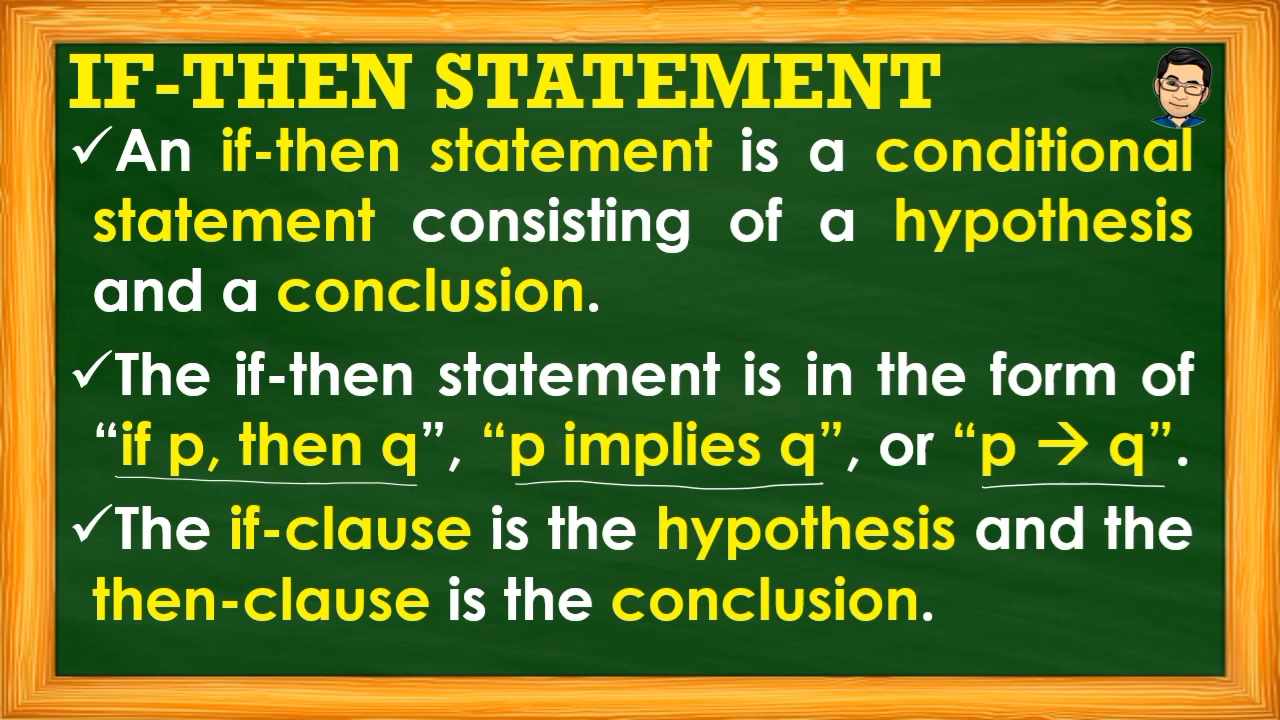 IF-THEN STATEMENT
✓An if-then statement is a conditional
statement consisting of a hypothesis
and a conclusion.
✓The if-then statement is in the form of
“if p, then q”, “p implies q”, or “p → q”.
✓The if-clause is the hypothesis and the
then-clause is the conclusion.